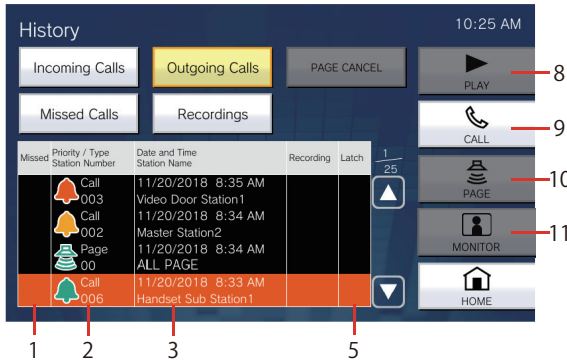 History
10:25 AM
Incoming Calls
Outgoing Calls
PAGE CANCEL
PLAY
8
Missed Calls
Recordings
CALL
9
Missed
Priority / Type
Station Number
Date and Time
Station Name
Recording
Latch
1
25
Call
003
11/20/2018 8:35 AM
Video Door Station1
PAGE
10
Call
002
11/20/2018 8:34 AM
Master Station2
Page
00
11/20/2018 8:34 AM
ALL PAGE
MONITOR
11
Call
006
11/20/2018 8:33 AM
Handset Sub Station1
HOME
1
2
3
5